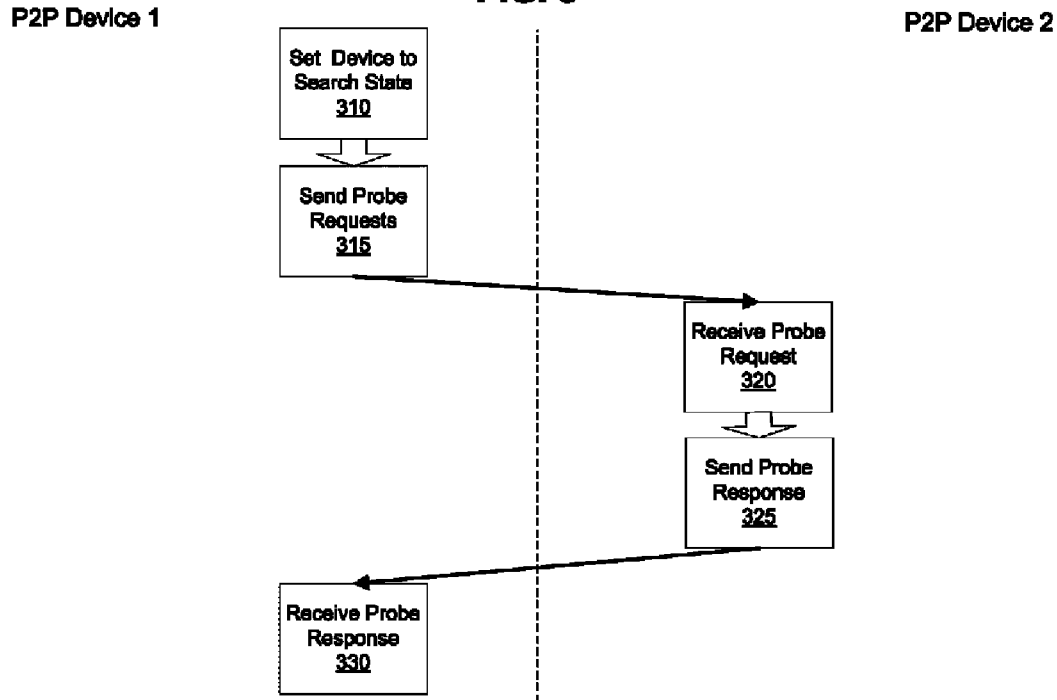 P2P Device 1
P2P Device 2
Set Device to
Search State
310
Send Probe
Requests
315
Receive Probe
Request
320
Send Probe
Response
325
Receive Probe
Response
330